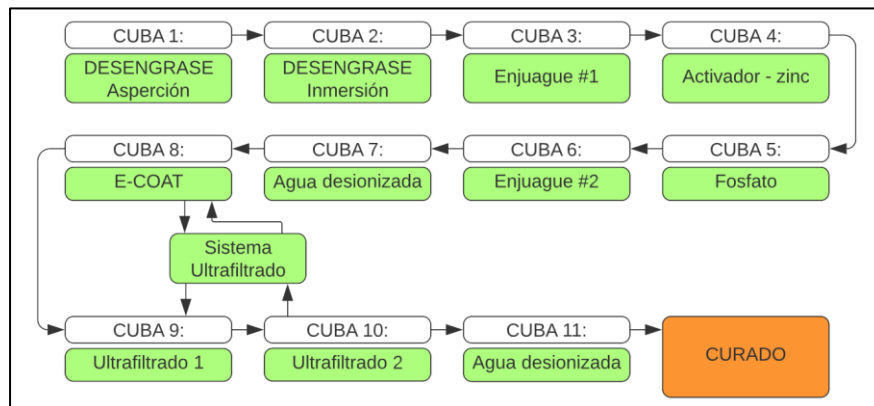 CUBA 1:
DESENGRASE
Asperción
CUBA 2:
DESENGRASE
Inmersión
CUBA 3:
Enjuague #1
CUBA 4:
Activador - zinc
CUBA 5:
Fosfato
CUBA 6:
Enjuague #2
CUBA 7:
Agua desionizada
CUBA 8:
E-COAT
Sistema
Ultrafiltrado
CUBA 9:
Ultrafiltrado 1
CUBA 10:
Ultrafiltrado 2
CUBA 11:
Agua desionizada
CURADO